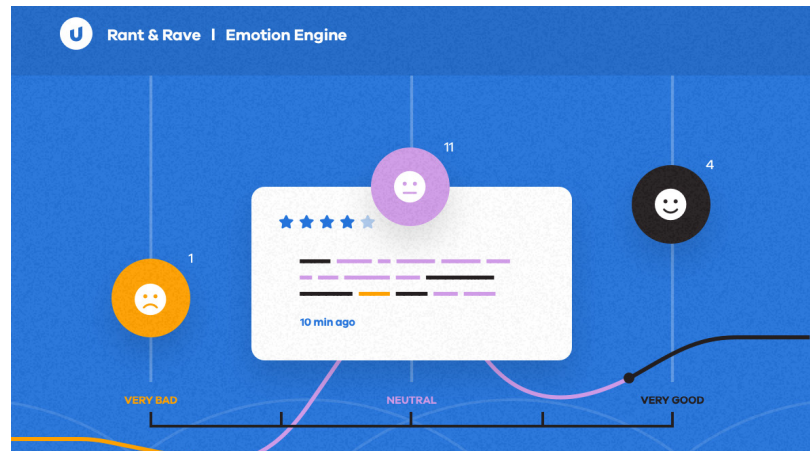 Rant & Rave | Emotion Engine
11
4
1
10 min ago
VERY BAD
NEUTRAL
VERY GOOD